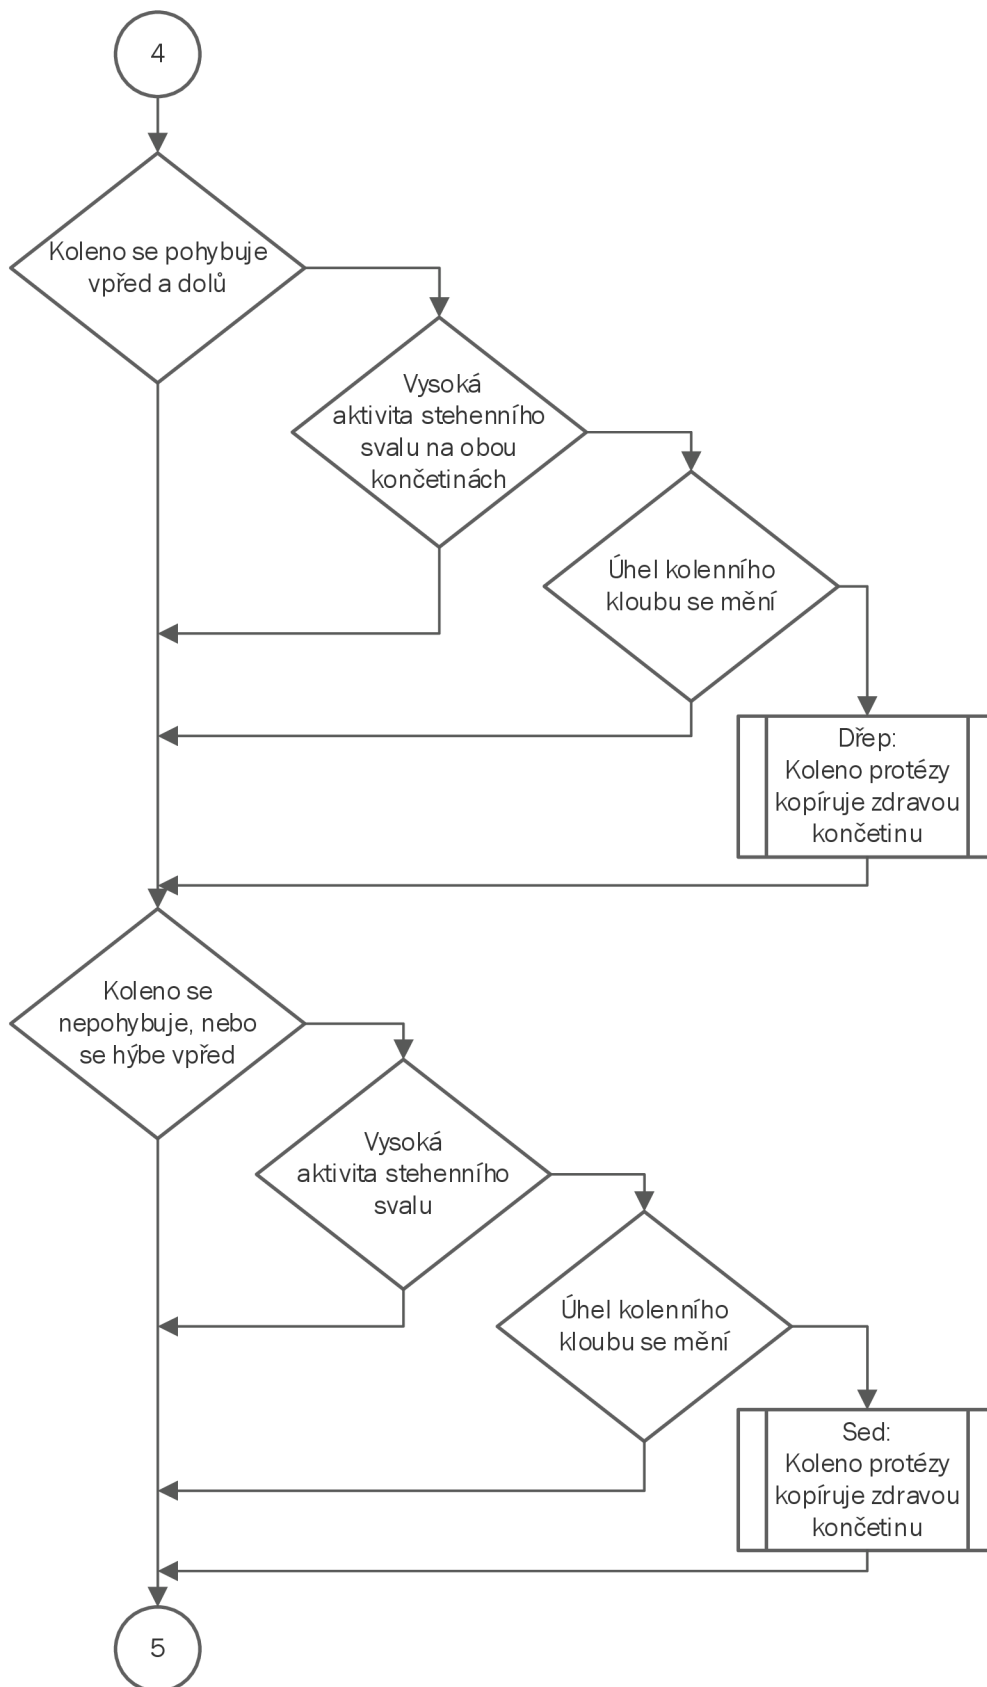 4
Koleno se pohybuje
vpřed a dolů
Vysoká
aktivita stehenního
svalu na obou
končetinách
Úhel kolenního
kloubu se mění
Dřep:
Koleno protézy
kopíruje zdravou
končetinu
Koleno se
nepohybuje, nebo
se hýbe vpřed
Vysoká
aktivita stehenního
svalu
Úhel kolenního
kloubu se mění
Sed:
Koleno protézy
kopíruje zdravou
končetinu
5